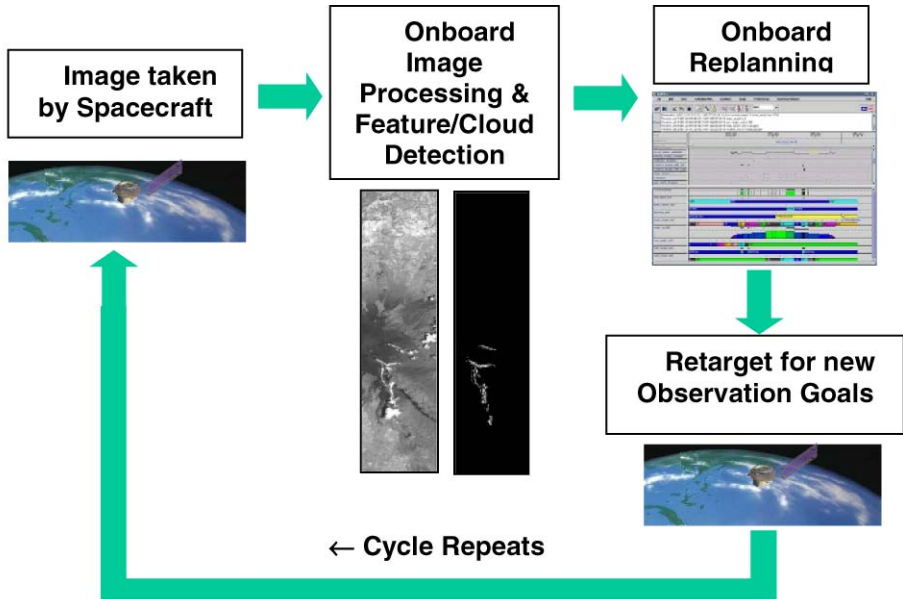 Image taken
by Spacecraft
Onboard
Image
Processing &
Feature/Cloud
Detection
Onboard
Replanning
Retarget for new
Observation Goals
← Cycle Repeats